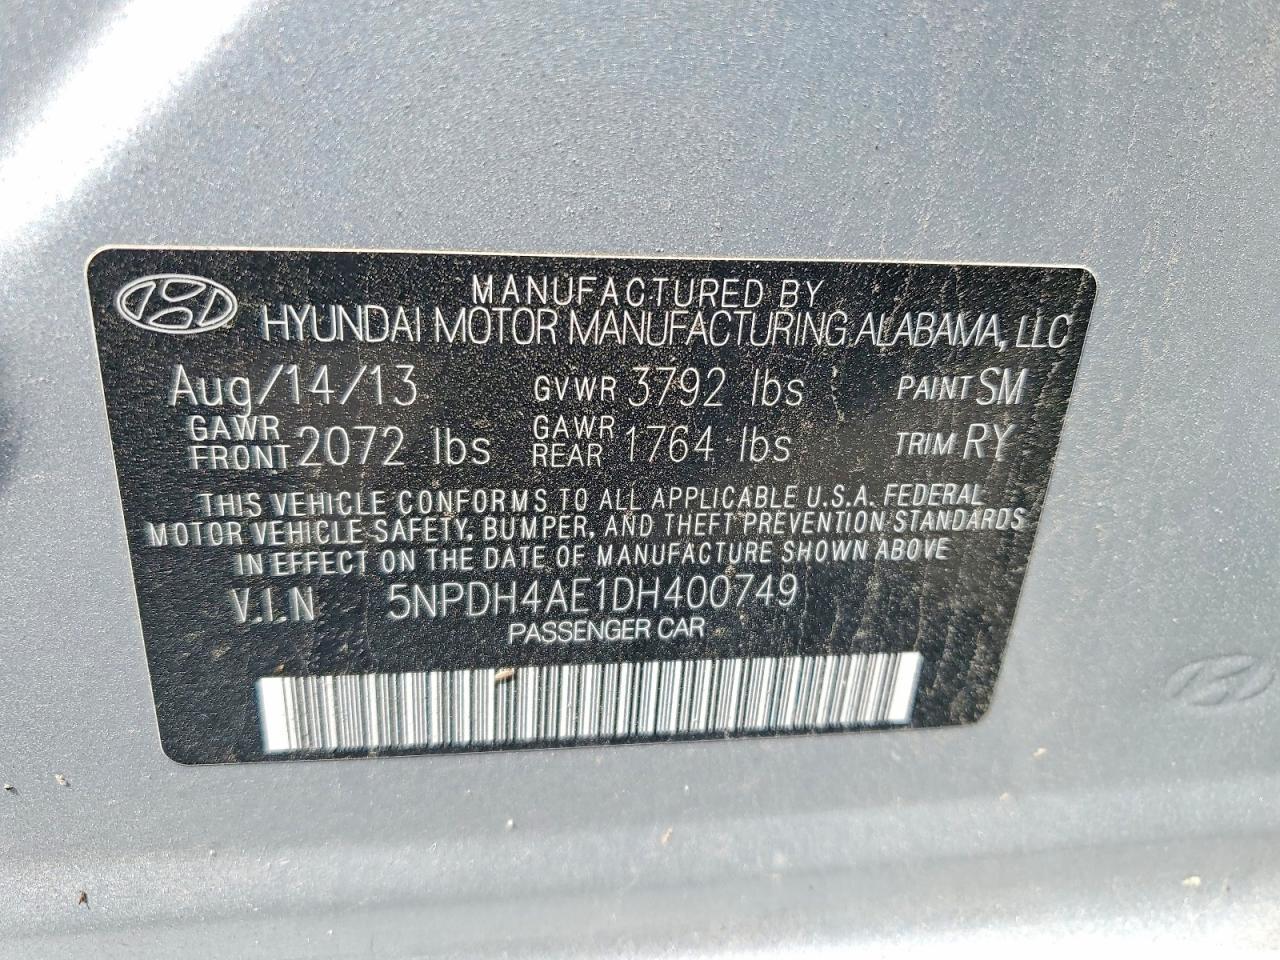 MANUFACTURED BY
HYUNDAI MOTOR MANUFACTURING ALABAMA, LLC
Aug/14/13 GVWR 3792 lbs PAINT SM
GAWR FRONT 2072 lbs GAWR REAR 1764 lbs TRIM RY
THIS VEHICLE CONFORMS TO ALL APPLICABLE U.S.A. FEDERAL
MOTOR VEHICLE SAFETY, BUMPER, AND THEFT PREVENTION STANDARDS
IN EFFECT ON THE DATE OF MANUFACTURE SHOWN ABOVE
V.I.N 5NPDH4AE1DH400749
PASSENGER CAR